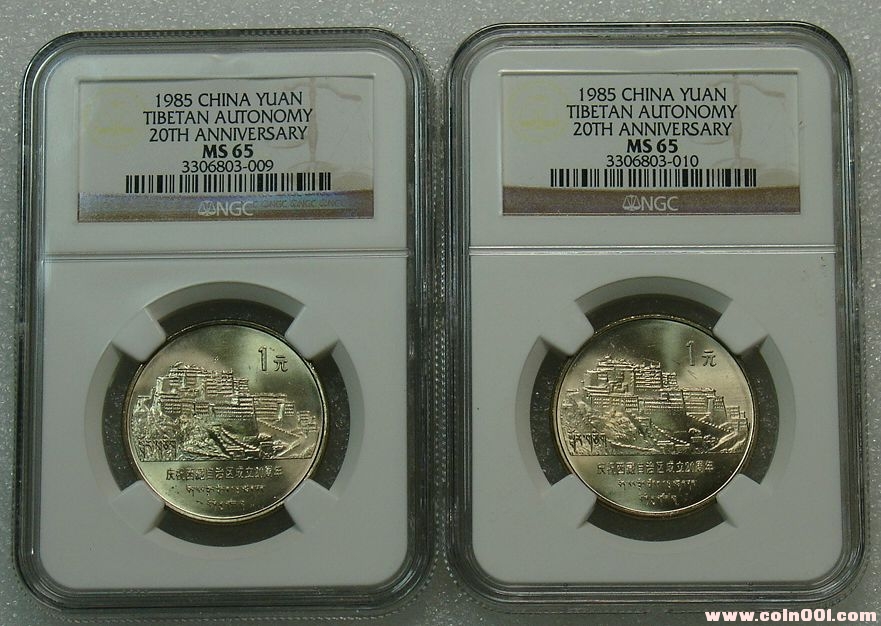 1985 CHINA YUAN
TIBETAN AUTONOMY
20TH ANNIVERSARY
MS 65
3306803-009
NGC
1元
庆祝西藏自治区成立20周年
1985 CHINA YUAN
TIBETAN AUTONOMY
20TH ANNIVERSARY
MS 65
3306803-010
NGC
1元
庆祝西藏自治区成立20周年
www.coin001.com